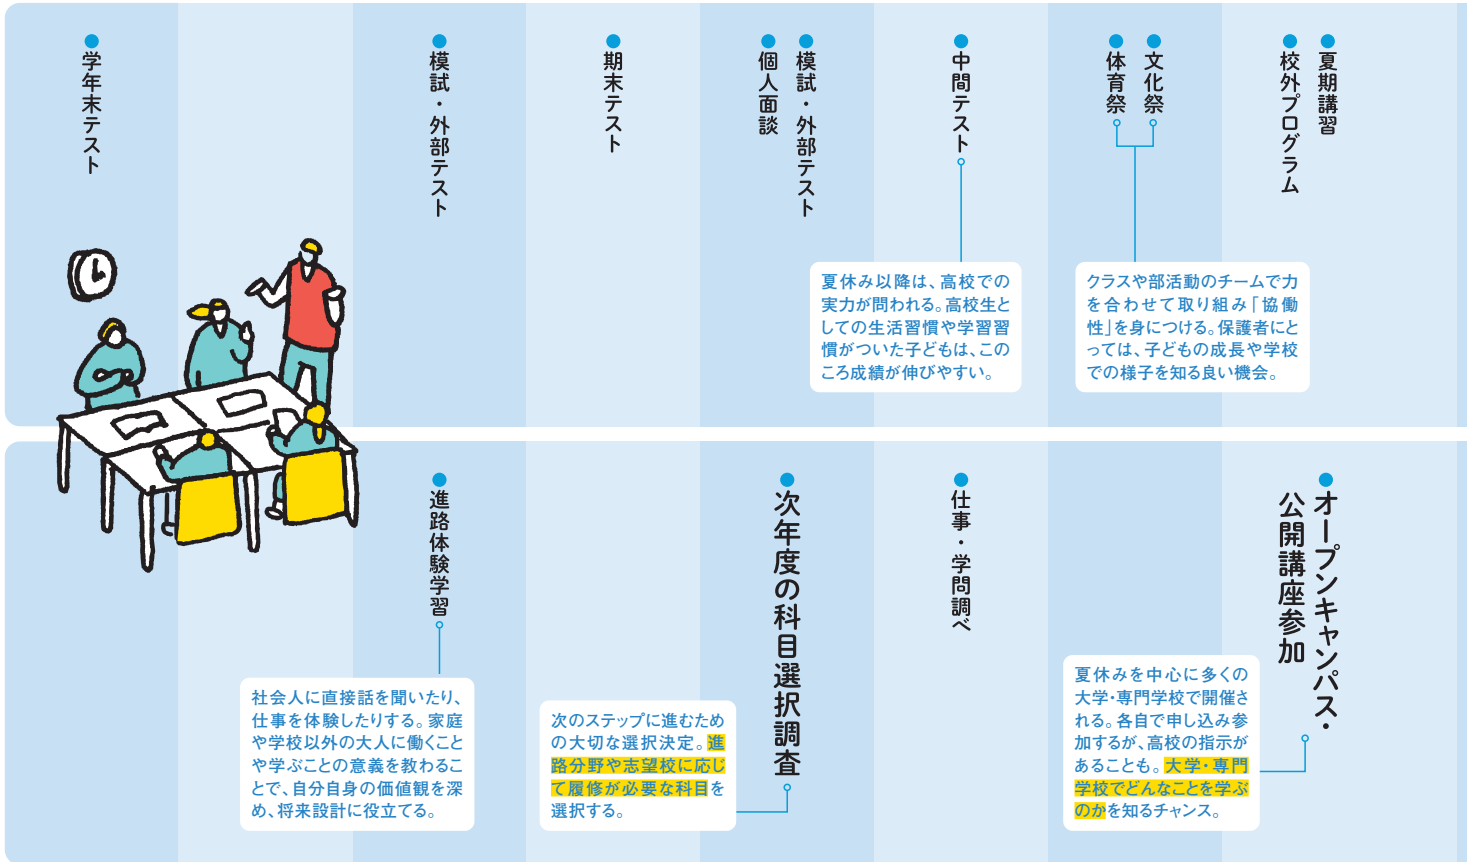 夏期講習
校外プログラム
文化祭
体育祭
クラスや部活動のチームで力
を合わせて取り組み「協働
性」を身につける。保護者にと
っては、子どもの成長や学校
での様子を知る良い機会。
中間テスト
夏休み以降は、高校での
実力が問われる。高校生と
しての生活習慣や学習習
慣がついた子どもは、この
ころ成績が伸びやすい。
模試・外部テスト
個人面談
期末テスト
模試・外部テスト
学年末テスト
オープンキャンパス・
公開講座参加
夏休みを中心に多くの
大学・専門学校で開催さ
れる。各自で申し込み参
加するが、高校の指示が
あることも。大学・専門
学校でどんなことを学ぶ
のかを知るチャンス。
仕事・学問調べ
次年度の科目選択調査
次のステップに進むため
の大切な選択決定。進
路分野や志望校に応じ
て履修が必要な科目を
選択する。
進路体験学習
社会人に直接話を聞いたり、
仕事を体験したりする。家庭
や学校以外の大人に働くこと
や学ぶことの意義を教わるこ
とで、自分自身の価値観を深
め、将来設計に役立てる。